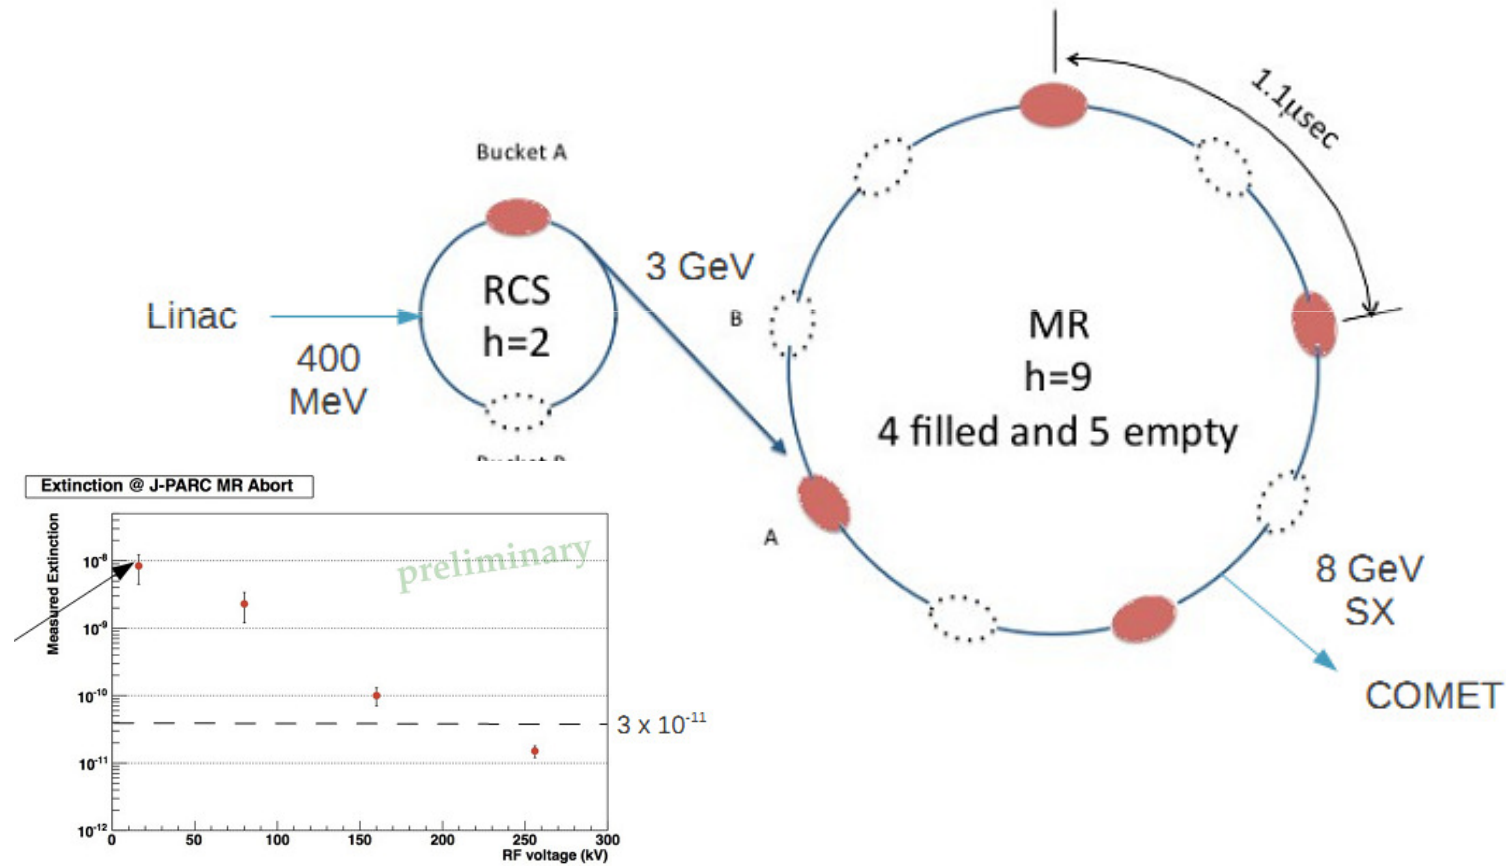 Bucket A
RCS
h=2
Linac
400
MeV
3 GeV
1.1μsec
B
MR
h=9
4 filled and 5 empty
A
8 GeV
SX
COMET
Extinction @ J-PARC MR Abort
Measured Extinction
preliminary
10-8
10-9
10-10
10-11
10-12
3 x 10-11
0 50 100 150 200 250 300
RF voltage (kV)